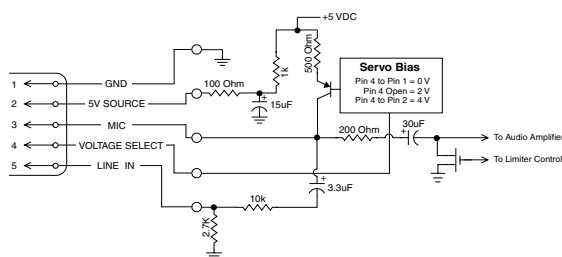 +5 VDC
500 Ohm
1k
Servo Bias
Pin 4 to Pin 1 = 0 V
Pin 4 Open = 2 V
Pin 4 to Pin 2 = 4 V
1 GND
2 5V SOURCE
100 Ohm
15uF
+
3 MIC
200 Ohm
30uF
+
To Audio Amplifier
4 VOLTAGE SELECT
To Limiter Control
5 LINE IN
+
3.3uF
10k
2.7K